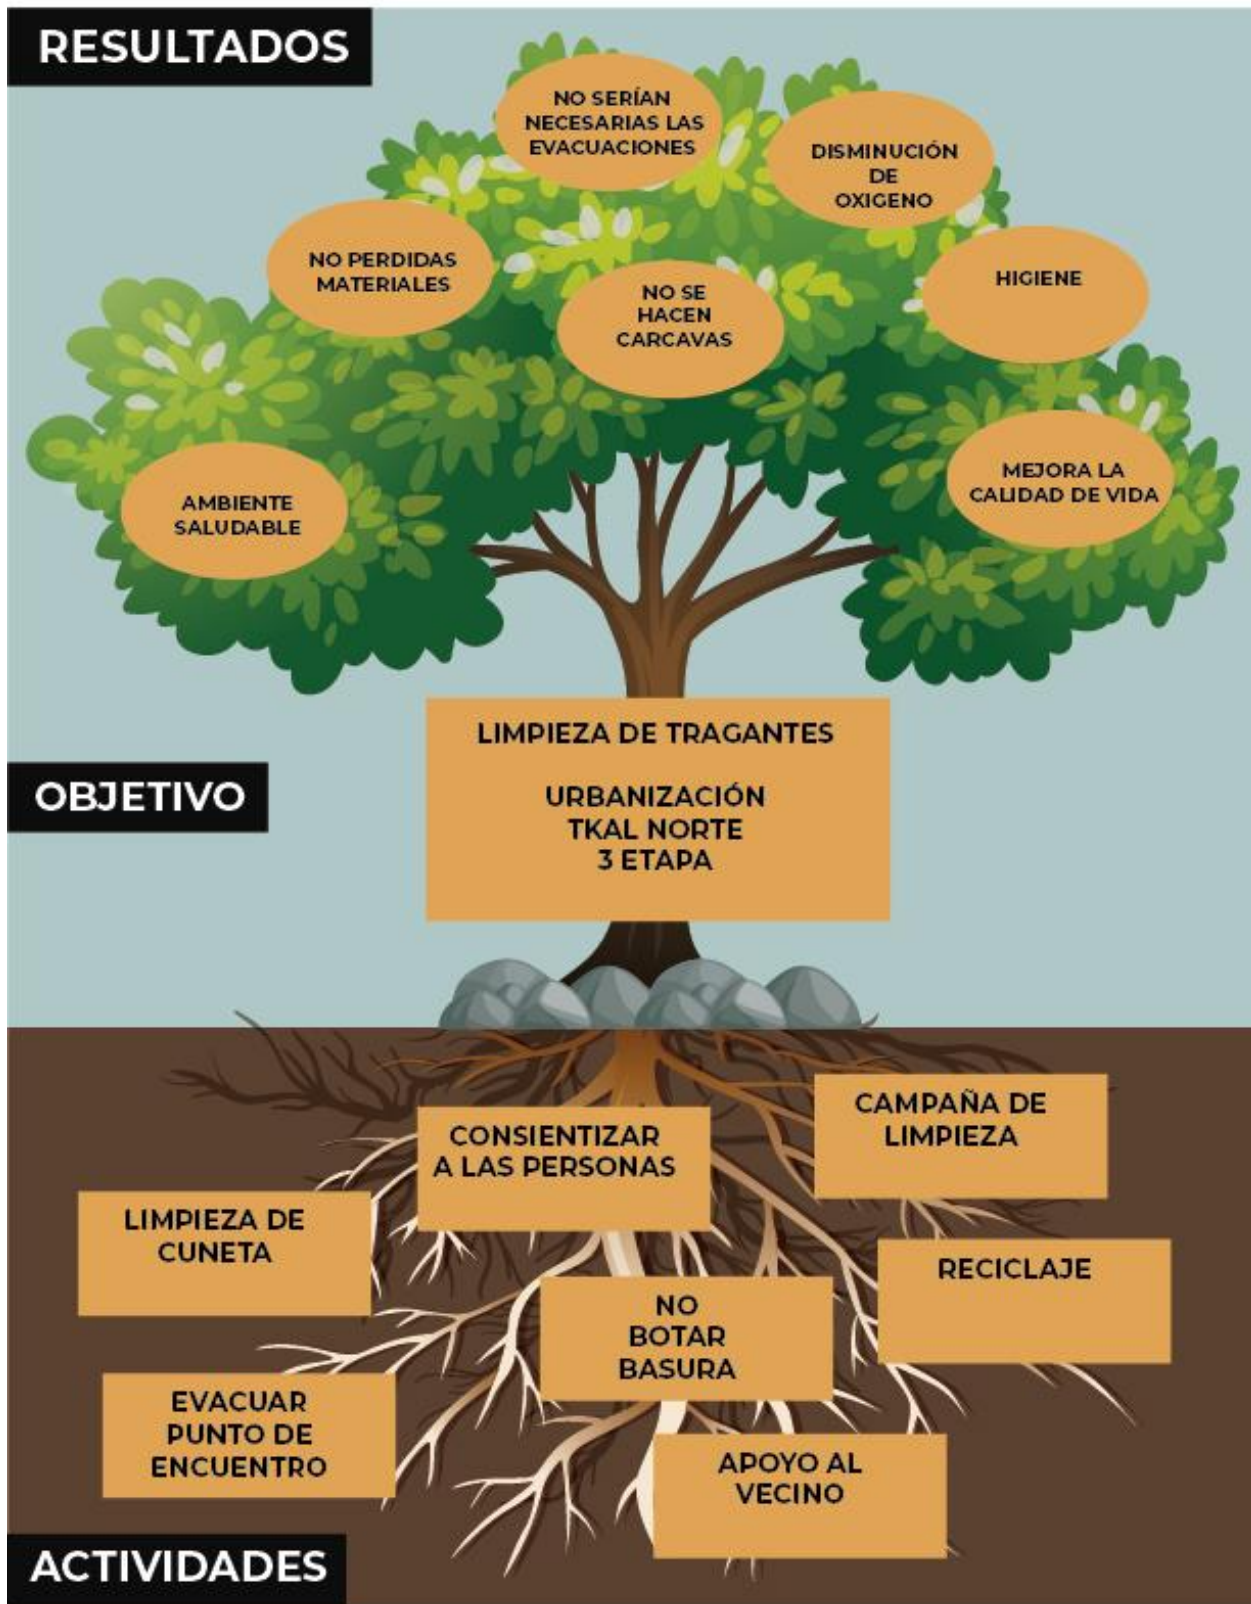 RESULTADOS
NO SERÍAN
NECESARIAS LAS
EVACUACIONES
DISMINUCIÓN
DE
OXIGENO
NO PERDIDAS
MATERIALES
NO SE
HACEN
CARCAVAS
HIGIENE
AMBIENTE
SALUDABLE
MEJORA LA
CALIDAD DE VIDA
OBJETIVO
LIMPIEZA DE TRAGANTES
URBANIZACIÓN
TKAL NORTE
3 ETAPA
CONSIENTIZAR
A LAS PERSONAS
CAMPAÑA DE
LIMPIEZA
LIMPIEZA DE
CUNETA
RECICLAJE
NO
BOTAR
BASURA
EVACUAR
PUNTO DE
ENCUENTRO
APOYO AL
VECINO
ACTIVIDADES